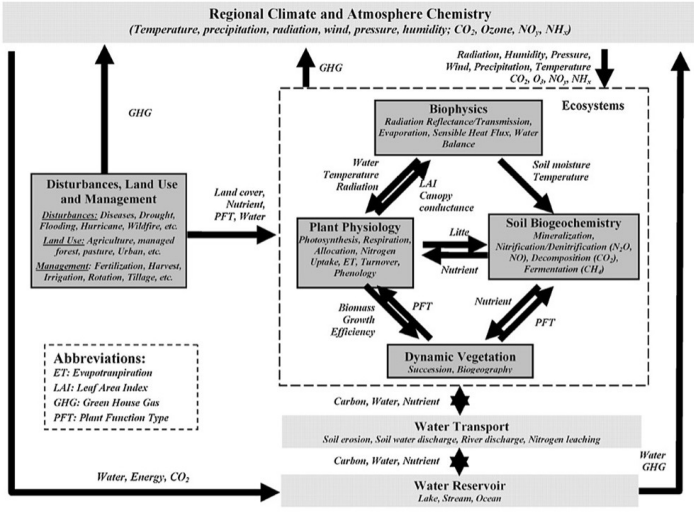 Regional Climate and Atmosphere Chemistry
(Temperature, precipitation, radiation, wind, pressure, humidity; CO2, Ozone, NOy, NHx)
GHG
GHG
Radiation, Humidity, Pressure,
Wind, Precipitation, Temperature
CO2, O3, NOy, NHx
Ecosystems
Biophysics
Radiation Reflectance/Transmission,
Evaporation, Sensible Heat Flux, Water
Balance
Water
Temperature
Radiation
LAI
Canopy
conductance
Soil moisture
Temperature
Disturbances, Land Use
and Management
Disturbances: Diseases, Drought,
Flooding, Hurricane, Wildfire, etc.
Land Use: Agriculture, managed
forest, pasture, Urban, etc.
Management: Fertilization, Harvest,
Irrigation, Rotation, Tillage, etc.
Land cover,
Nutrient,
PFT, Water
Plant Physiology
Photosynthesis, Respiration,
Allocation, Nitrogen
Uptake, ET, Turnover,
Phenology
Litte
Nutrient
Soil Biogeochemistry
Mineralization,
Nitrification/Denitrification (N2O,
NO), Decomposition (CO2),
Fermentation (CH4)
Biomass
Growth
Efficiency
PFT
Nutrient
PFT
Dynamic Vegetation
Succession, Biogeography
Abbreviations:
ET: Evapotranpiration
LAI: Leaf Area Index
GHG: Green House Gas
PFT: Plant Function Type
Carbon, Water, Nutrient
Water Transport
Soil erosion, Soil water discharge, River discharge, Nitrogen leaching
Carbon, Water, Nutrient
Water
GHG
Water, Energy, CO2
Water Reservoir
Lake, Stream, Ocean